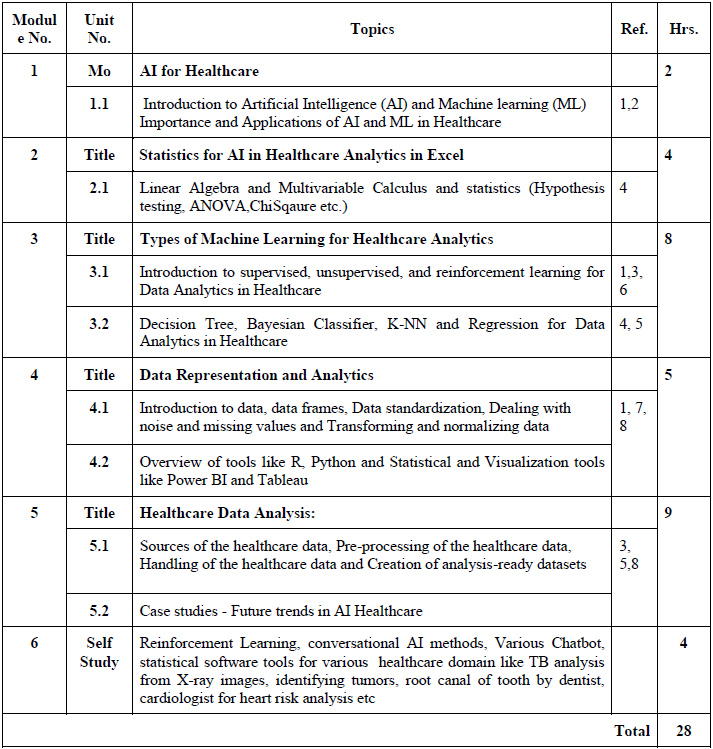 Modul
e No.
Unit
No.
Topics
Ref.
Hrs.
1
Mo
AI for Healthcare
2
1.1
Introduction to Artificial Intelligence (AI) and Machine learning (ML)
Importance and Applications of AI and ML in Healthcare
1,2
2
Title
Statistics for AI in Healthcare Analytics in Excel
4
2.1
Linear Algebra and Multivariable Calculus and statistics (Hypothesis
testing, ANOVA,ChiSqaure etc.)
4
3
Title
Types of Machine Learning for Healthcare Analytics
8
3.1
Introduction to supervised, unsupervised, and reinforcement learning for
Data Analytics in Healthcare
1,3,
6
3.2
Decision Tree, Bayesian Classifier, K-NN and Regression for Data
Analytics in Healthcare
4, 5
4
Title
Data Representation and Analytics
5
4.1
Introduction to data, data frames, Data standardization, Dealing with
noise and missing values and Transforming and normalizing data
1, 7,
8
4.2
Overview of tools like R, Python and Statistical and Visualization tools
like Power BI and Tableau
5
Title
Healthcare Data Analysis:
9
5.1
Sources of the healthcare data, Pre-processing of the healthcare data,
Handling of the healthcare data and Creation of analysis-ready datasets
3,
5,8
5.2
Case studies - Future trends in AI Healthcare
6
Self
Study
Reinforcement Learning, conversational AI methods, Various Chatbot,
statistical software tools for various healthcare domain like TB analysis
from X-ray images, identifying tumors, root canal of tooth by dentist,
cardiologist for heart risk analysis etc
4
Total
28